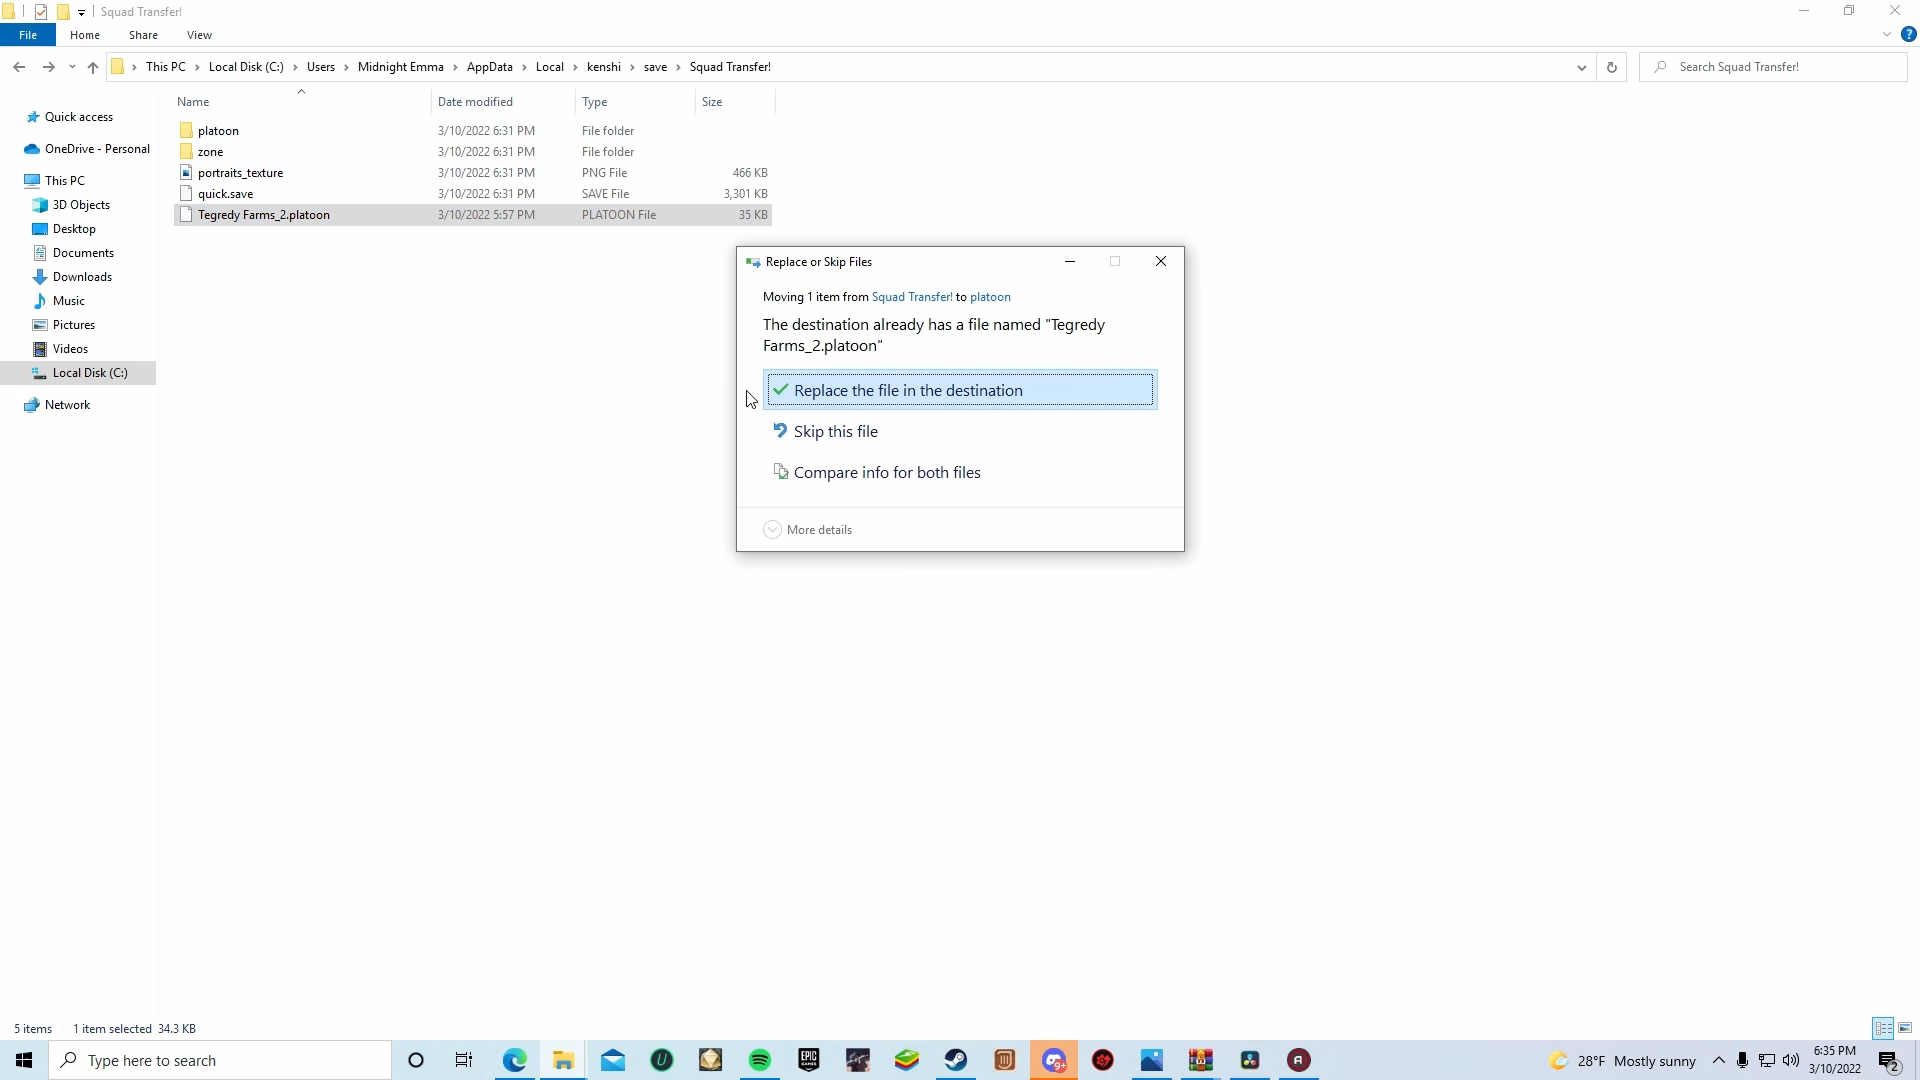 Squad Transfer!
File Home Share View
This PC Local Disk (C:) Users Midnight Emma AppData Local kenshi save Squad Transfer!
Search Squad Transfer!
Name Date modified Type Size
platoon 3/10/2022 6:31 PM File folder
zone 3/10/2022 6:31 PM File folder
portraits_texture 3/10/2022 6:31 PM PNG File 466 KB
quick.save 3/10/2022 6:31 PM SAVE File 3,301 KB
Tegredy Farms_2.platoon 3/10/2022 5:57 PM PLATOON File 35 KB
Quick access
OneDrive - Personal
This PC
3D Objects
Desktop
Documents
Downloads
Music
Pictures
Videos
Local Disk (C:)
Network
Replace or Skip Files
Moving 1 item from Squad Transfer! to platoon
The destination already has a file named "Tegredy
Farms_2.platoon"
Replace the file in the destination
Skip this file
Compare info for both files
More details
5 items 1 item selected 34.3 KB
Type here to search
EPIC
GAMES
9+
28°F Mostly sunny
6:35 PM
3/10/2022
2